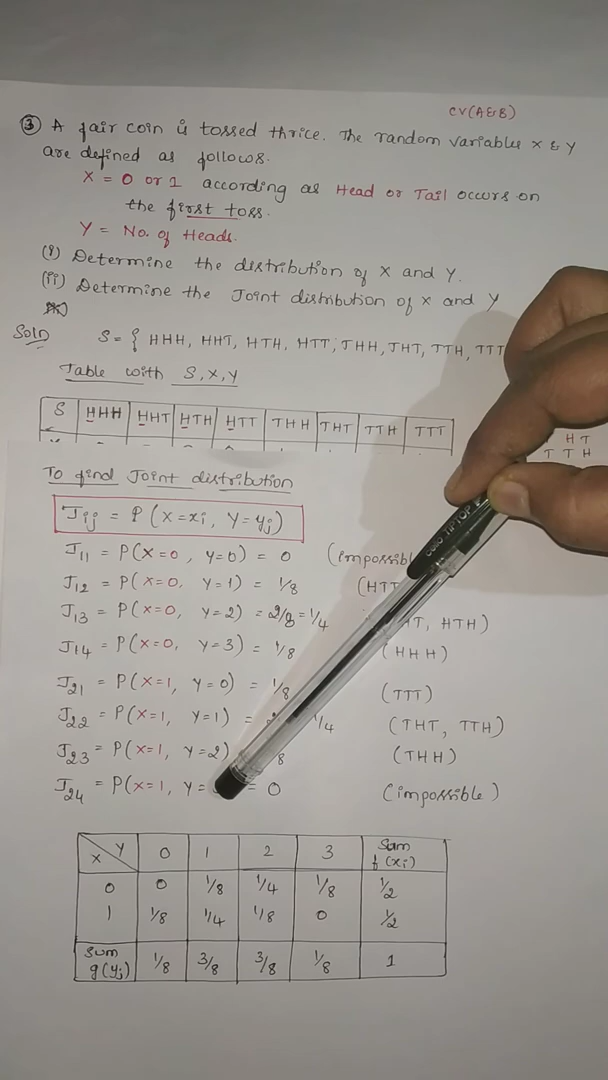 CV(A&B)
③ A fair coin is tossed thrice. The random variables X & Y
are defined as follows.
X = 0 or 1 according as Head or Tail occurs on
the first toss.
Y = No. of Heads.
(i) Determine the distribution of X and Y.
(ii) Determine the Joint distribution of X and Y
Soln
S = { HHH, HHT, HTH, HTT, THH, THT, TTH, TTT
Table with S, X, Y
S HHH HHT HTH HTT THH THT TTH TTT
HT
TTH
To find Joint distribution
Jij = P(X=xi, Y=yj)
J11 = P(X=0, Y=0) = 0 (impossibl
J12 = P(X=0, Y=1) = 1/8 (HTT
J13 = P(X=0, Y=2) = 2/8 = 1/4 HT, HTH)
J14 = P(X=0, Y=3) = 1/8 (HHH)
J21 = P(X=1, Y=0) = 1/8 (TTT)
J22 = P(X=1, Y=1) = 1/4 (THT, TTH)
J23 = P(X=1, Y=2) 8 (THH)
J24 = P(X=1, Y= = 0 (impossible)
X Y 0 1 2 3 Sum f(xi)
0 0 1/8 1/4 1/8 1/2
1 1/8 1/4 1/8 0 1/2
Sum g(yj) 1/8 3/8 3/8 1/8 1